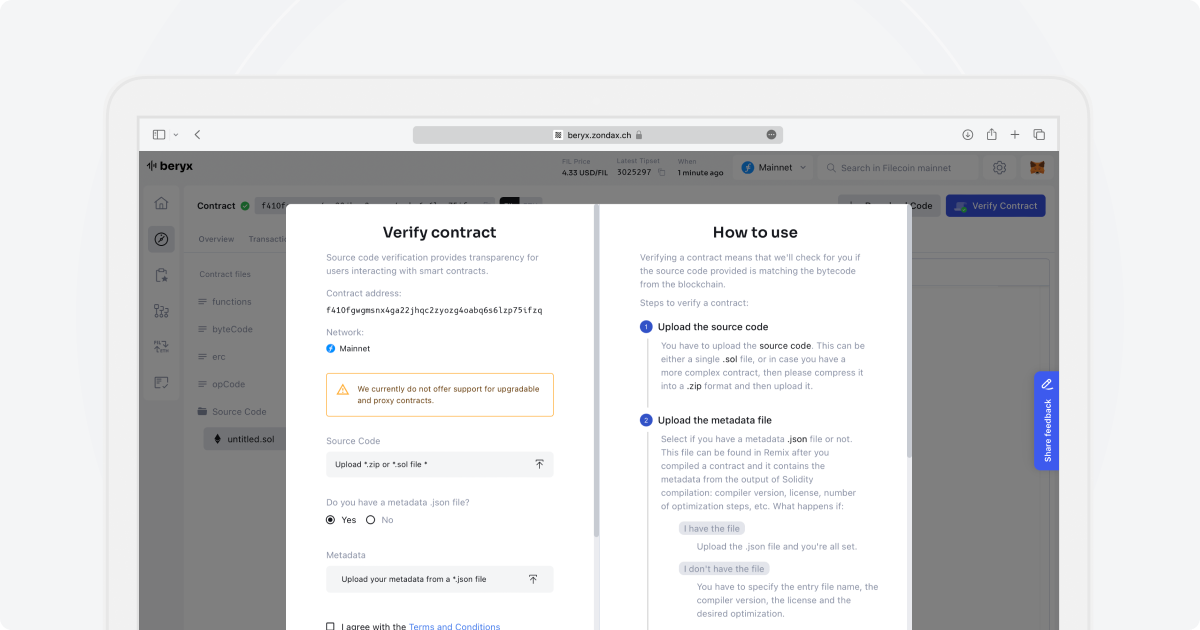 beryx.zondax.ch
beryx
FIL Price
4.33 USD/FIL
Latest Tipset
3025297
When
1 minute ago
Mainnet
Search in Filecoin mainnet
Contract
Code
Verify Contract
Overview
Contract files
functions
byteCode
erc
opCode
Source Code
untitled.sol
Verify contract
Source code verification provides transparency for
users interacting with smart contracts.
Contract address:
f410fgwgmsnx4ga22jhqc2zyozg4oabq6s6lzp75ifzq
Network:
Mainnet
We currently do not offer support for upgradable
and proxy contracts.
Source Code
Upload *.zip or *.sol file *
Do you have a metadata .json file?
Yes
No
Metadata
Upload your metadata from a *.json file
I agree with the Terms and Conditions
How to use
Verifying a contract means that we'll check for you if
the source code provided is matching the bytecode
from the blockchain.
Steps to verify a contract:
1 Upload the source code
You have to upload the source code. This can be
either a single .sol file, or in case you have a
more complex contract, then please compress it
into a .zip format and then upload it.
2 Upload the metadata file
Select if you have a metadata .json file or not.
This file can be found in Remix after you
compiled a contract and it contains the
metadata from the output of Solidity
compilation: compiler version, license, number
of optimization steps, etc. What happens if:
I have the file
Upload the .json file and you're all set.
I don't have the file
You have to specify the entry file name, the
compiler version, the license and the
desired optimization.
Share feedback